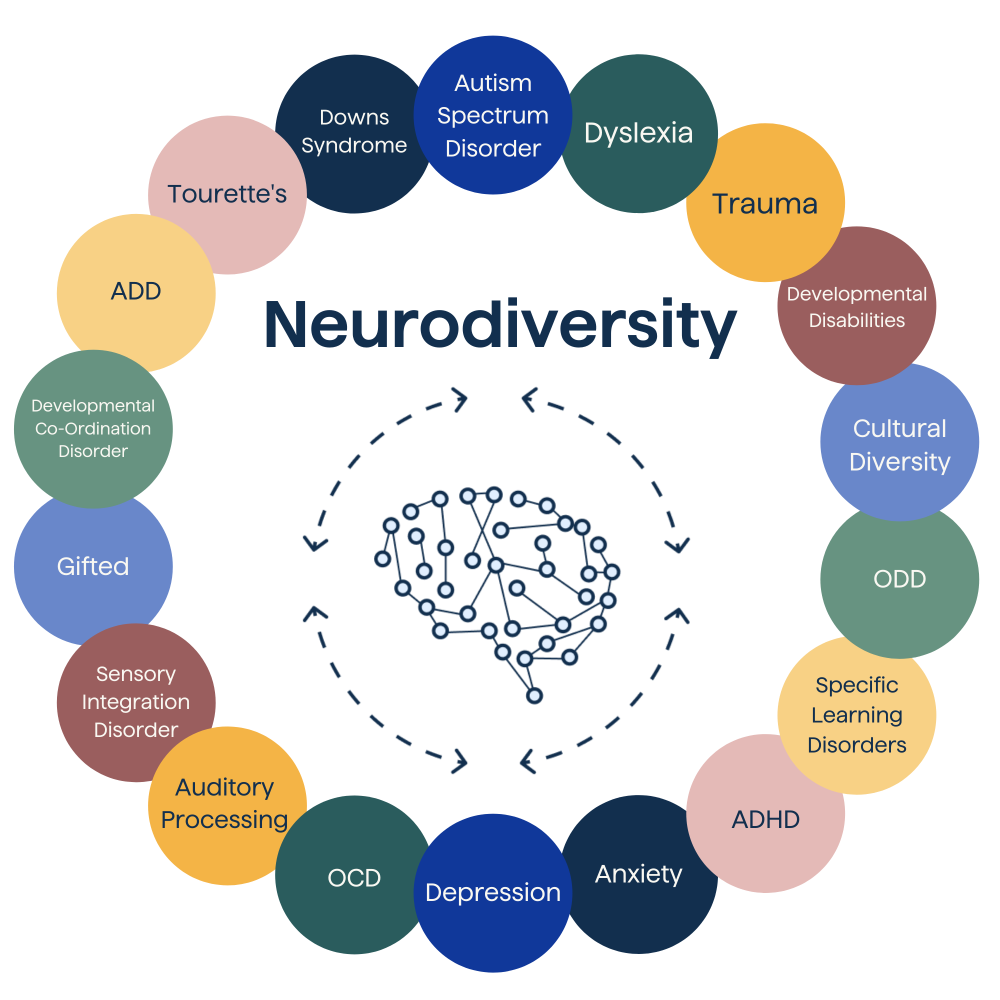 Neurodiversity
Autism
Spectrum
Disorder
Dyslexia
Trauma
Developmental
Disabilities
Cultural
Diversity
ODD
Specific
Learning
Disorders
ADHD
Anxiety
Depression
OCD
Auditory
Processing
Sensory
Integration
Disorder
Gifted
Developmental
Co-Ordination
Disorder
ADD
Tourette's
Downs
Syndrome